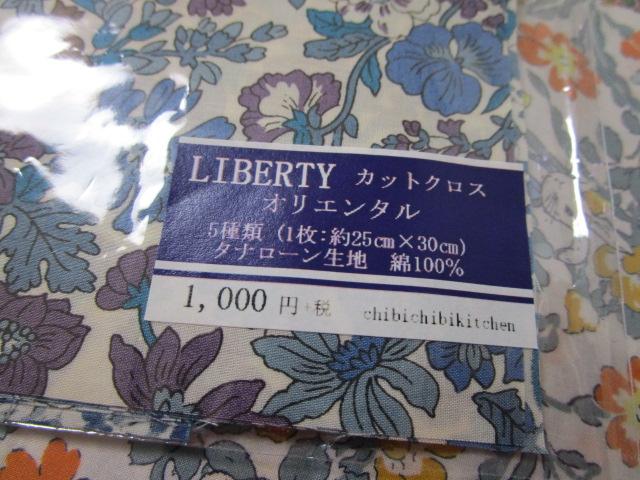 LIBERTY カットクロス
オリエンタル
5種類 (1枚:約25cm×30cm)
タナローン生地 綿100%
1,000 円+税 chibichibikitchen